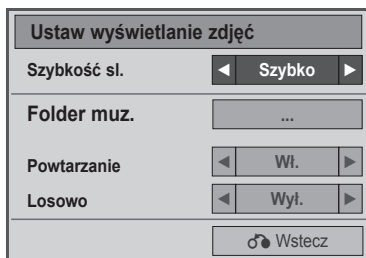 Ustaw wyświetlanie zdjęć
Szybkość sl. ◄ Szybko ►
Folder muz. ...
Powtarzanie ◄ Wł. ►
Losowo ◄ Wył. ►
Wstecz